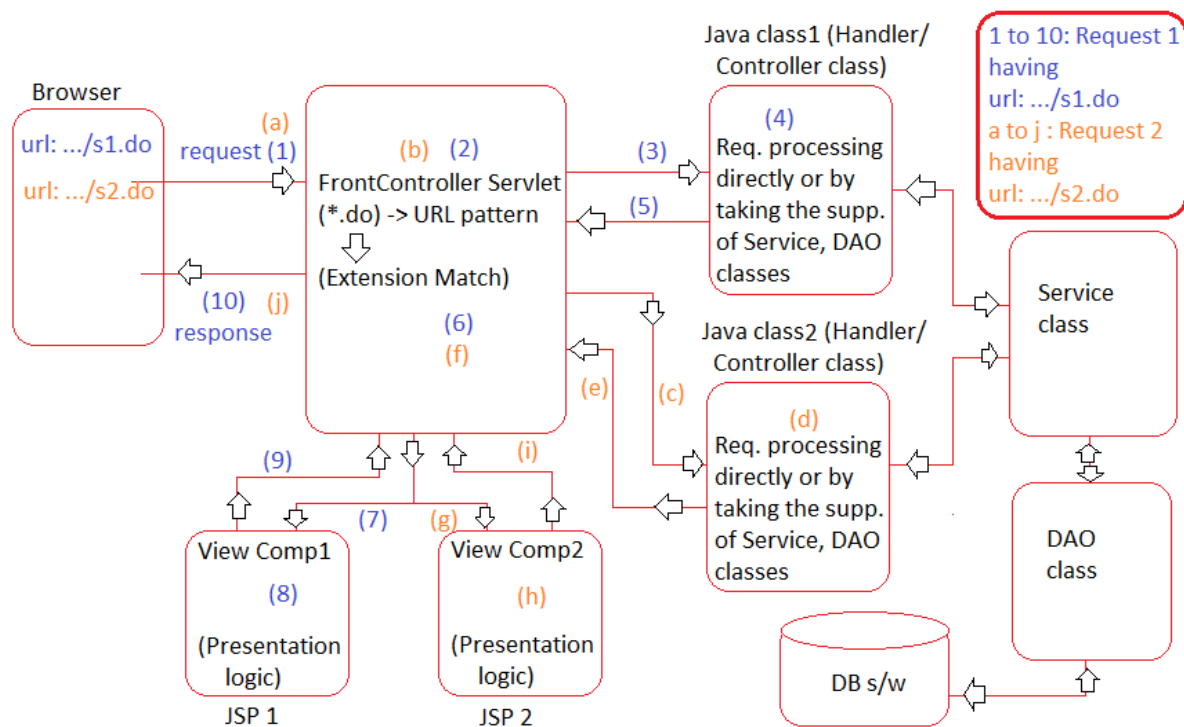 Browser
url: .../s1.do
url: .../s2.do
(a)
request (1)
(10)
(j)
response
(b)
(2)
FrontController Servlet
(*.do) -> URL pattern
(Extension Match)
(6)
(f)
(3)
(5)
(e)
(c)
Java class1 (Handler/
Controller class)
(4)
Req. processing
directly or by
taking the supp.
of Service, DAO
classes
Java class2 (Handler/
Controller class)
(d)
Req. processing
directly or by
taking the supp.
of Service, DAO
classes
1 to 10: Request 1
having
url: .../s1.do
a to j : Request 2
having
url: .../s2.do
Service
class
DAO
class
DB s/w
(9)
(i)
(7)
(g)
View Comp1
(8)
(Presentation
logic)
JSP 1
View Comp2
(h)
(Presentation
logic)
JSP 2